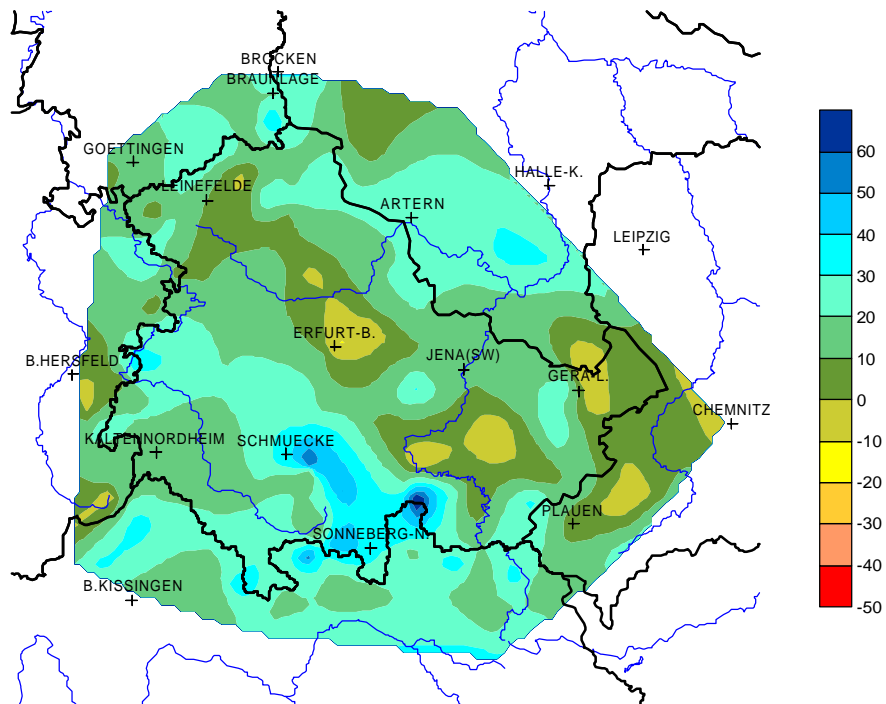 BROCKEN
BRAUNLAGE
GOETTINGEN
HALLE-K.
LEINEFELDE
ARTERN
LEIPZIG
ERFURT-B.
JENA(SW)
B.HERSFELD
GERA-L.
CHEMNITZ
KALTENNORDHEIM
SCHMUECKE
PLAUEN
SONNEBERG-N.
B.KISSINGEN
60
50
40
30
20
10
0
-10
-20
30
40
-50